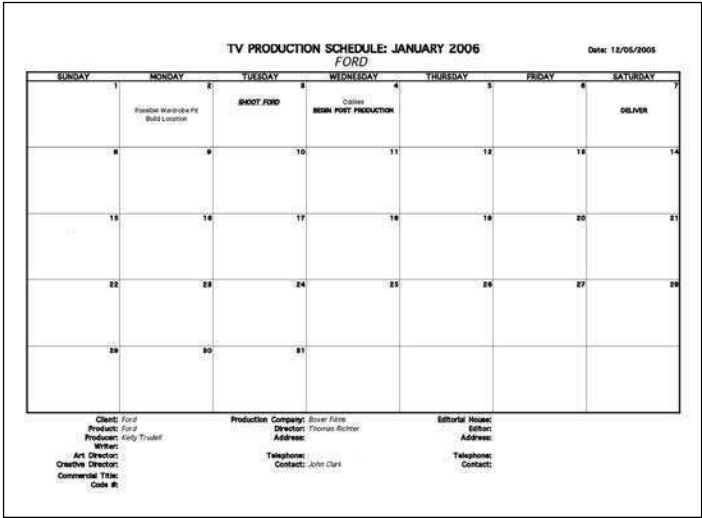 TV PRODUCTION SCHEDULE: JANUARY 2006
Date: 12/05/2005
FORD
SUNDAY MONDAY TUESDAY WEDNESDAY THURSDAY FRIDAY SATURDAY
1 2 3 4 5 6 7
Possible Wardrobe Fit
Build Location
SHOOT FORD
BEGIN POST PRODUCTION
DELIVER
8 9 10 11 12 13 14
15 16 17 18 19 20 21
22 23 24 25 26 27 28
29 30 31
Client: Ford Production Company: Films Editorial House:
Product: Ford Director: Thomas Richter Editor:
Producer: Kelly Trudell Address: Address:
Writer:
Art Director: Telephone: Telephone:
Creative Director: Contact: John Clark Contact:
Commercial Title:
Code #: